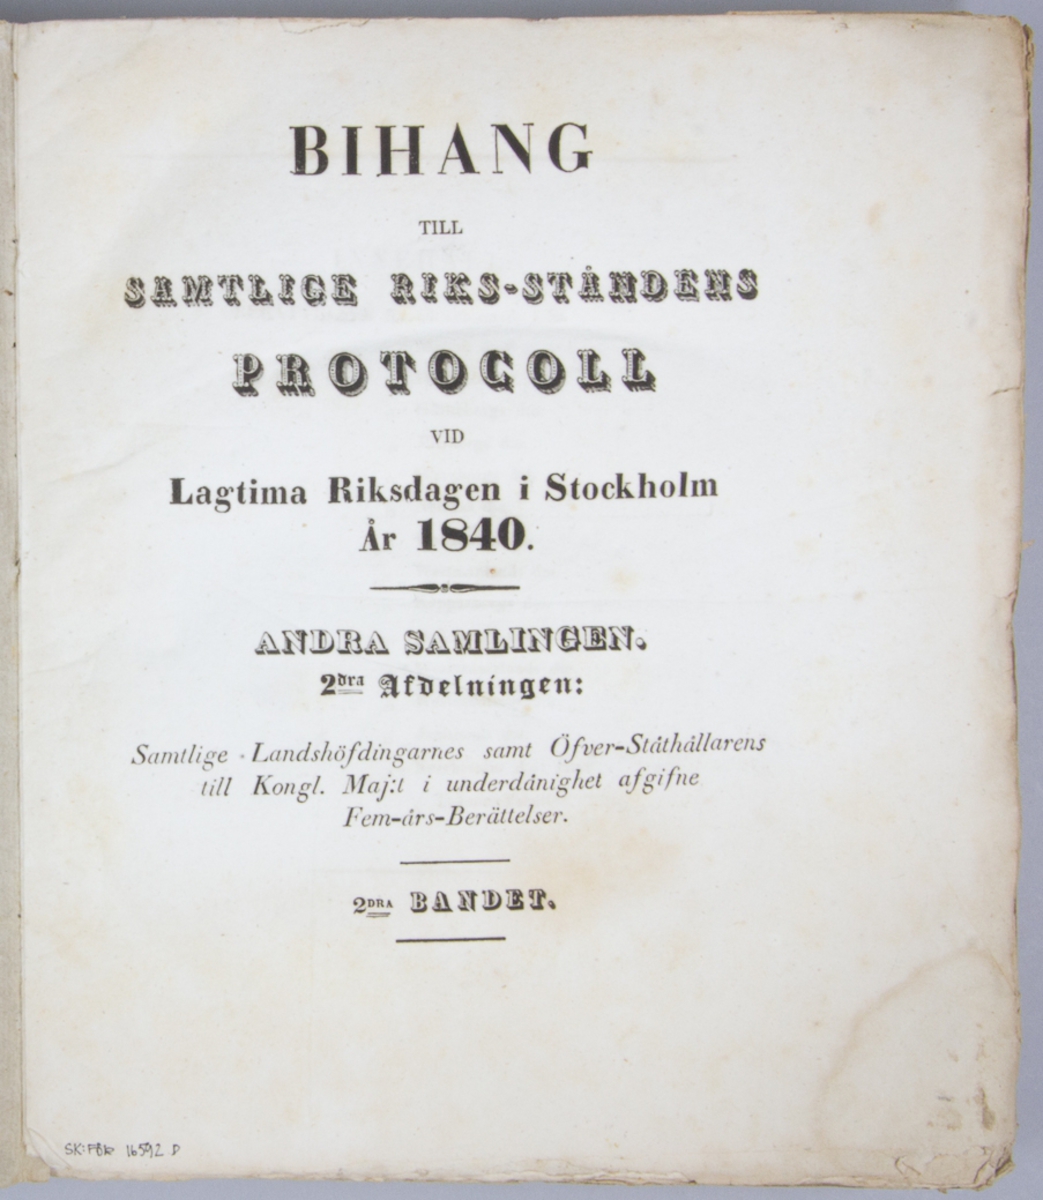 BIHANG
TILL
SAMTLIGE RIKS-STÅNDENS
PROTOCOLL
VID
Lagtima Riksdagen i Stockholm
År 1840.
ANDRA SAMLINGEN.
2dra Afdelningen:
Samtlige Landshöfdingarnes samt Öfver-Ståthållarens
till Kongl. Maj:t i underdånighet afgifne
Fem-års-Berättelser.
2DRA BANDET.
SK:FBk 16592 D